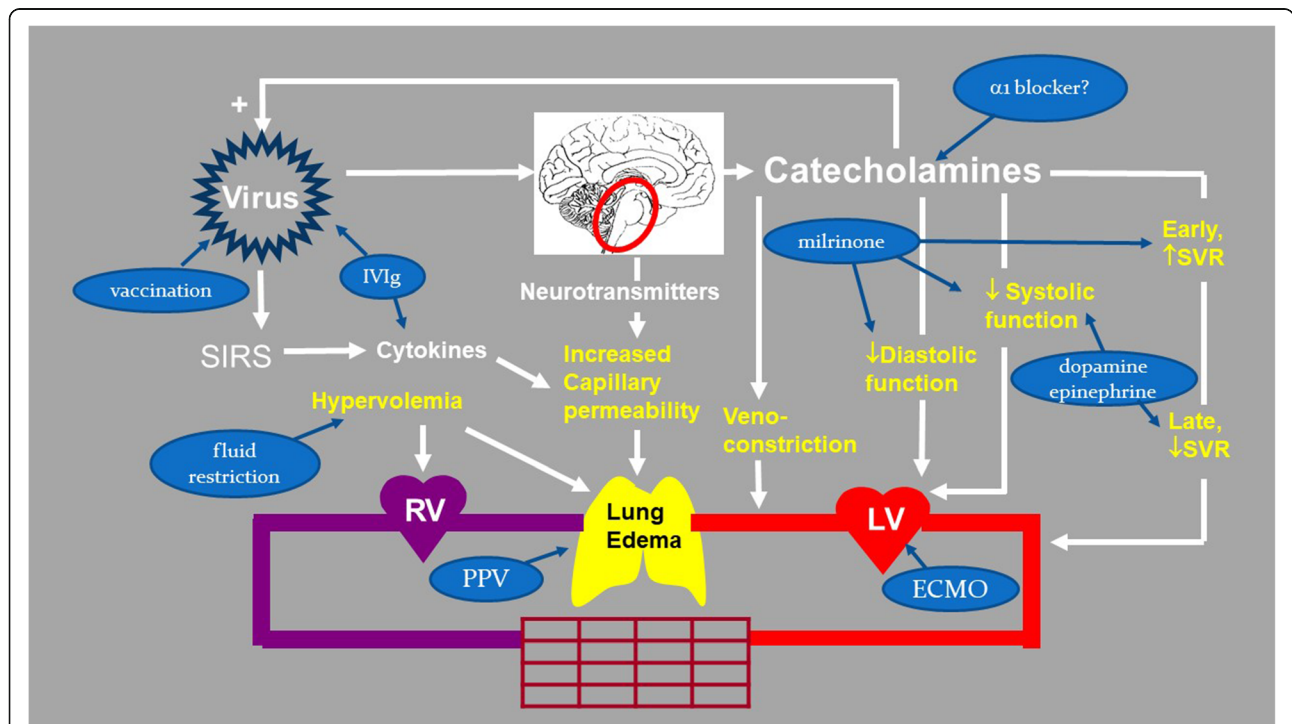 α1 blocker?
+
Virus
Catecholamines
milrinone
Early,
↑SVR
vaccination
IVIg
Neurotransmitters
↓ Systolic
function
SIRS
Cytokines
Increased
Capillary
permeability
↓Diastolic
function
dopamine
epinephrine
Hypervolemia
Veno-
constriction
Late,
↓SVR
fluid
restriction
RV
Lung
Edema
LV
PPV
ECMO